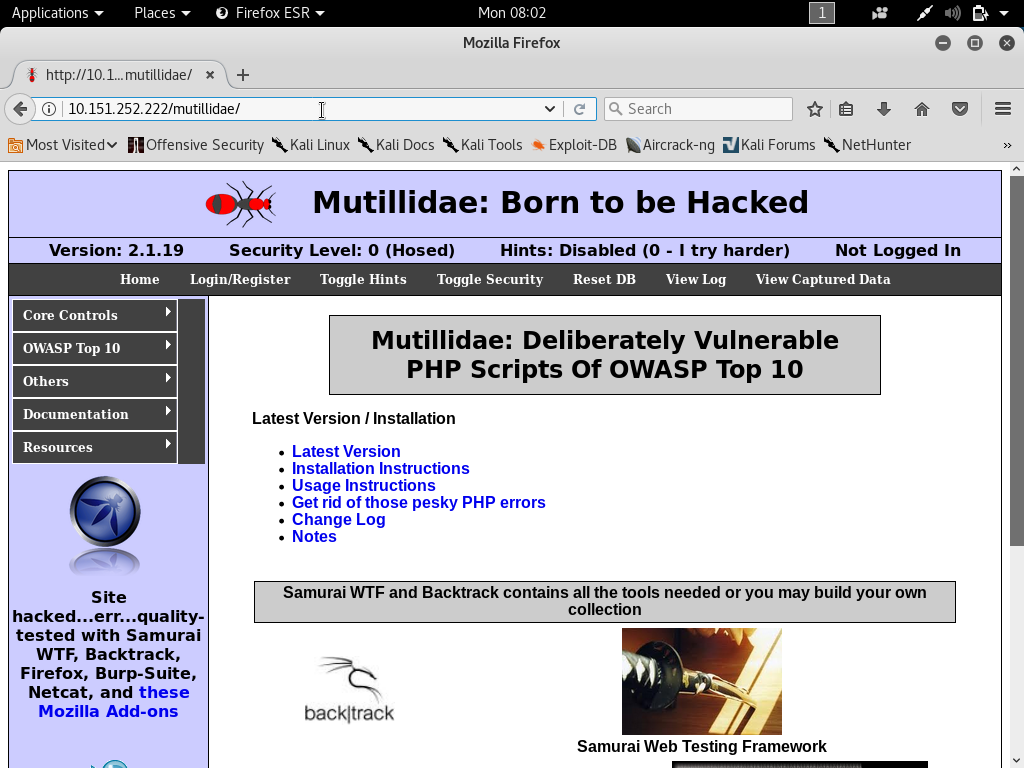 Applications Places Firefox ESR Mon 08:02 1
Mozilla Firefox
http://10.1...mutillidae/
10.151.252.222/mutillidae/ Search
Most Visited Offensive Security Kali Linux Kali Docs Kali Tools Exploit-DB Aircrack-ng Kali Forums NetHunter »
Mutillidae: Born to be Hacked
Version: 2.1.19 Security Level: 0 (Hosed) Hints: Disabled (0 - I try harder) Not Logged In
Home Login/Register Toggle Hints Toggle Security Reset DB View Log View Captured Data
Core Controls
OWASP Top 10
Others
Documentation
Resources
Site
hacked...err...quality-
tested with Samurai
WTF, Backtrack,
Firefox, Burp-Suite,
Netcat, and these
Mozilla Add-ons
Mutillidae: Deliberately Vulnerable
PHP Scripts Of OWASP Top 10
Latest Version / Installation
• Latest Version
• Installation Instructions
• Usage Instructions
• Get rid of those pesky PHP errors
• Change Log
• Notes
Samurai WTF and Backtrack contains all the tools needed or you may build your own
collection
back|track
Samurai Web Testing Framework